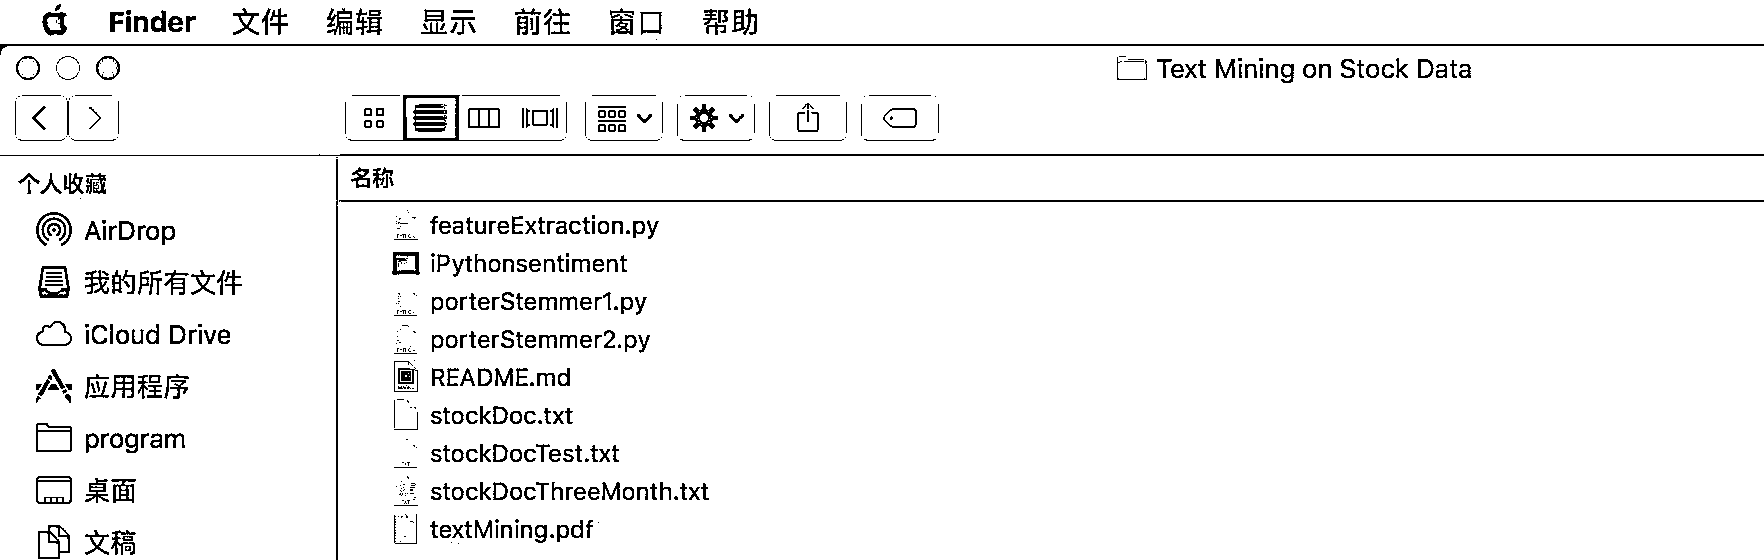 Finder 文件 编辑 显示 前往 窗口 帮助
Text Mining on Stock Data
个人收藏
AirDrop
我的所有文件
iCloud Drive
应用程序
program
桌面
文稿
名称
featureExtraction.py
iPythonsentiment
porterStemmer1.py
porterStemmer2.py
README.md
stockDoc.txt
stockDocTest.txt
stockDocThreeMonth.txt
textMining.pdf